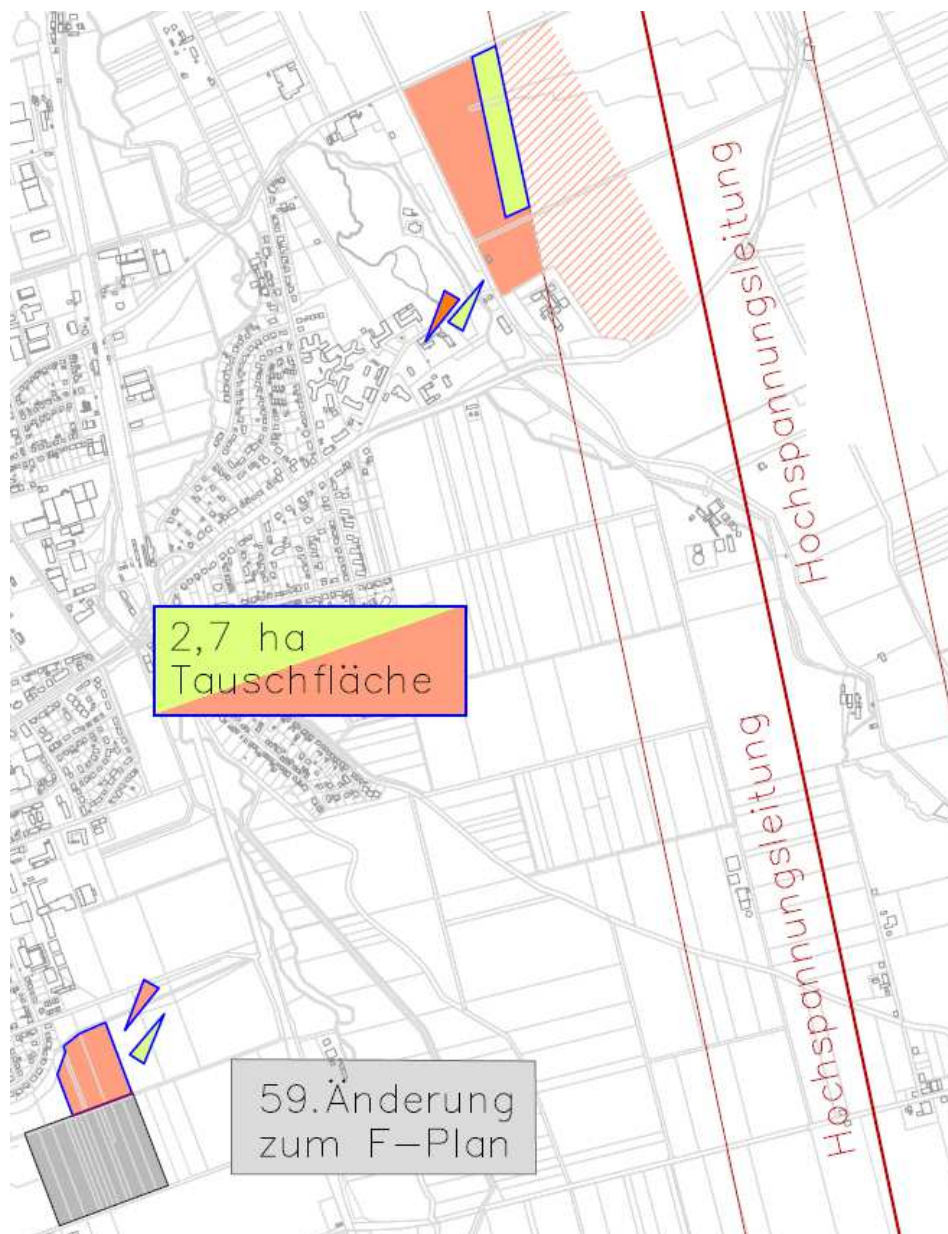 Hochspannungsleitung
2,7 ha
Tauschfläche
Hochspannungsleitung
59.Änderung
zum F-Plan